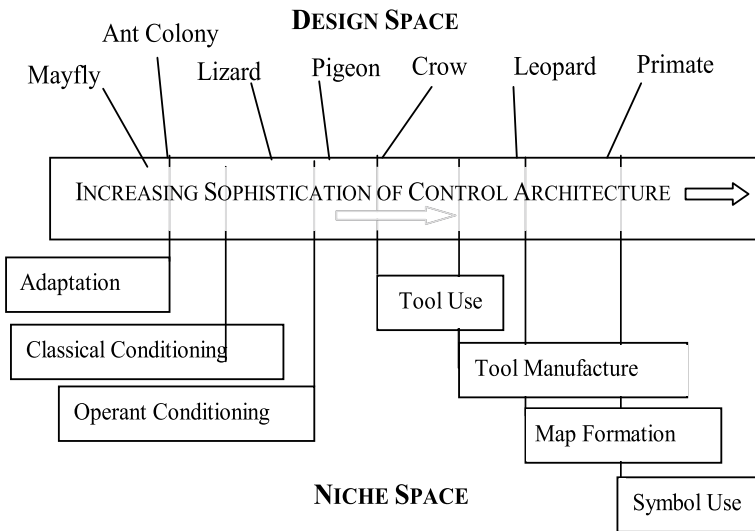 DESIGN SPACE
Ant Colony
Mayfly
Lizard
Pigeon
Crow
Leopard
Primate
INCREASING SOPHISTICATION OF CONTROL ARCHITECTURE
Adaptation
Tool Use
Classical Conditioning
Tool Manufacture
Operant Conditioning
Map Formation
NICHE SPACE
Symbol Use